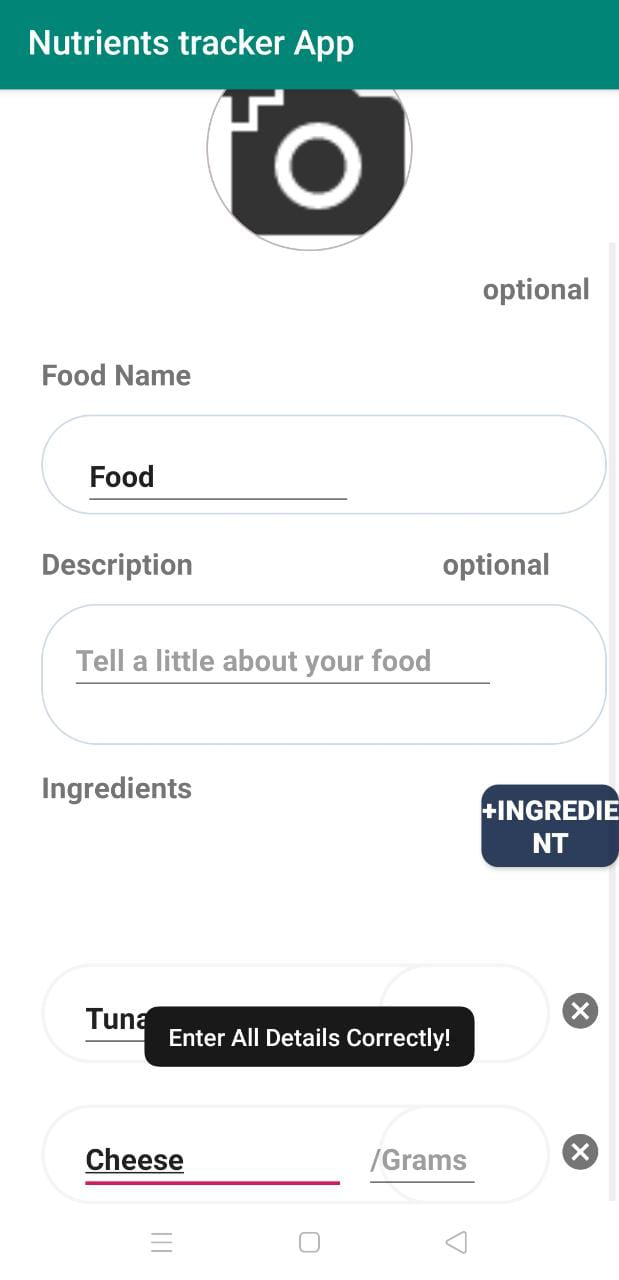 Nutrients tracker App
optional
Food Name
Food
Description optional
Tell a little about your food
Ingredients
+INGREDIE
NT
Tuna
Enter All Details Correctly!
Cheese /Grams